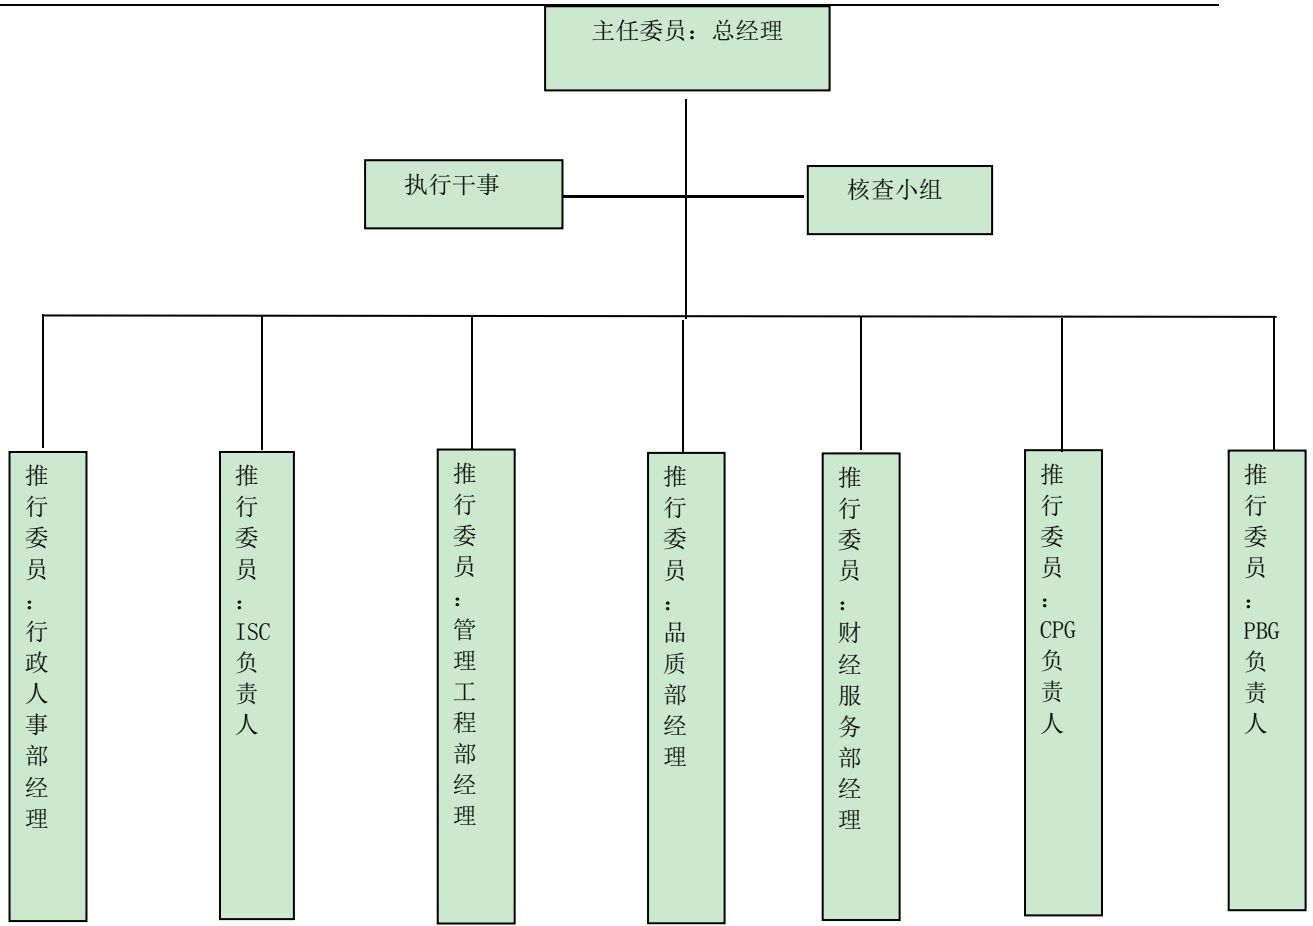 主任委员：总经理
执行干事
核查小组
推行委员：行政人事部经理
推行委员：ISC负责人
推行委员：管理工程部经理
推行委员：品质部经理
推行委员：财经服务部经理
推行委员：CPG负责人
推行委员：PBG负责人